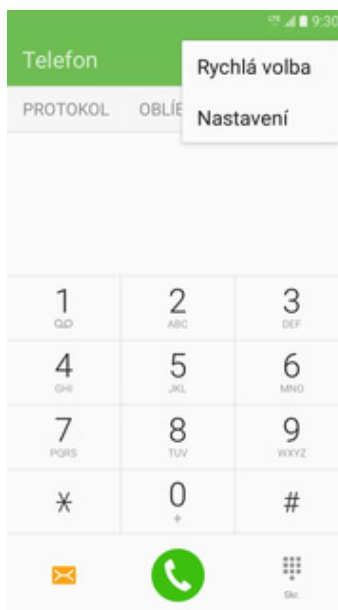 LTE 9:30
Telefon
Rychlá volba
PROTOKOL OBLÍB
Nastavení
1 2 3
ABC DEF
4 5 6
GHI JKL MNO
7 8 9
PQRS TUV WXYZ
* 0 #
+
Skr.